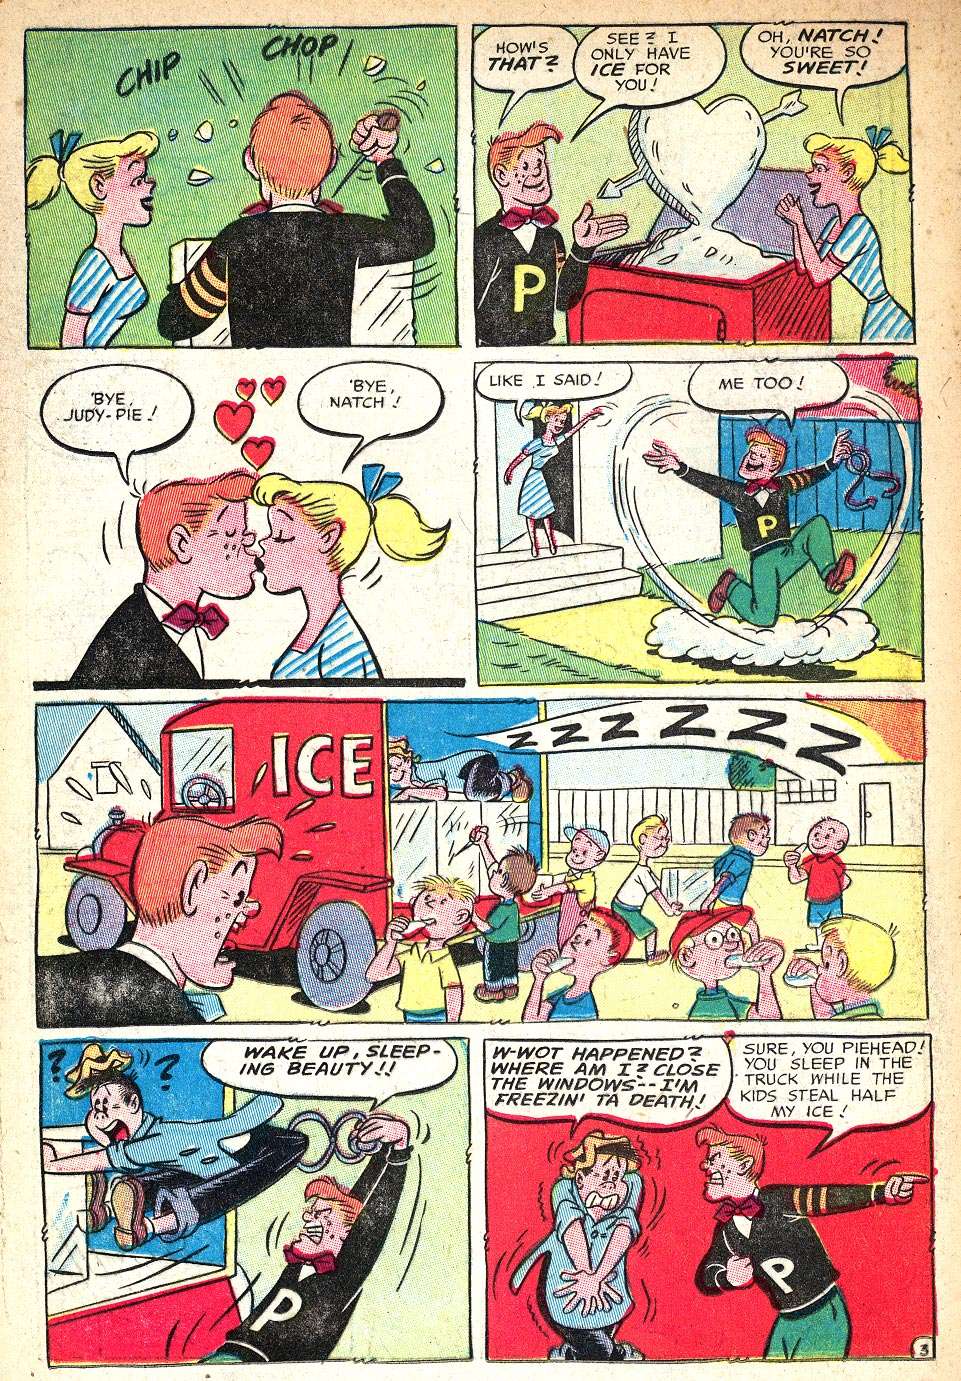 CHIP
CHOP!
HOW'S
THAT?
SEE? I
ONLY HAVE
ICE FOR
YOU!
OH, NATCH!
YOU'RE SO
SWEET!
P
'BYE,
JUDY-PIE!
'BYE,
NATCH!
LIKE I SAID!
ME TOO!
P
ICE
ZZZZZZ
? ?
WAKE UP, SLEEP-
ING BEAUTY!!
P
W-WOT HAPPENED?
WHERE AM I? CLOSE
THE WINDOWS--I'M
FREEZIN' TA DEATH!
SURE, YOU PIEHEAD!
YOU SLEEP IN THE
TRUCK WHILE THE
KIDS STEAL HALF
MY ICE!
P
3